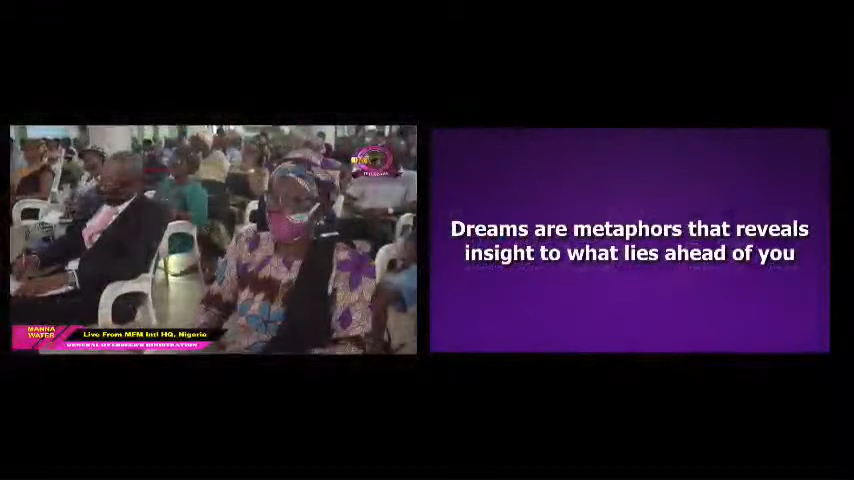 MANNA
WATER
Live From MFM Intl HQ, Nigeria
Dreams are metaphors that reveals
insight to what lies ahead of you